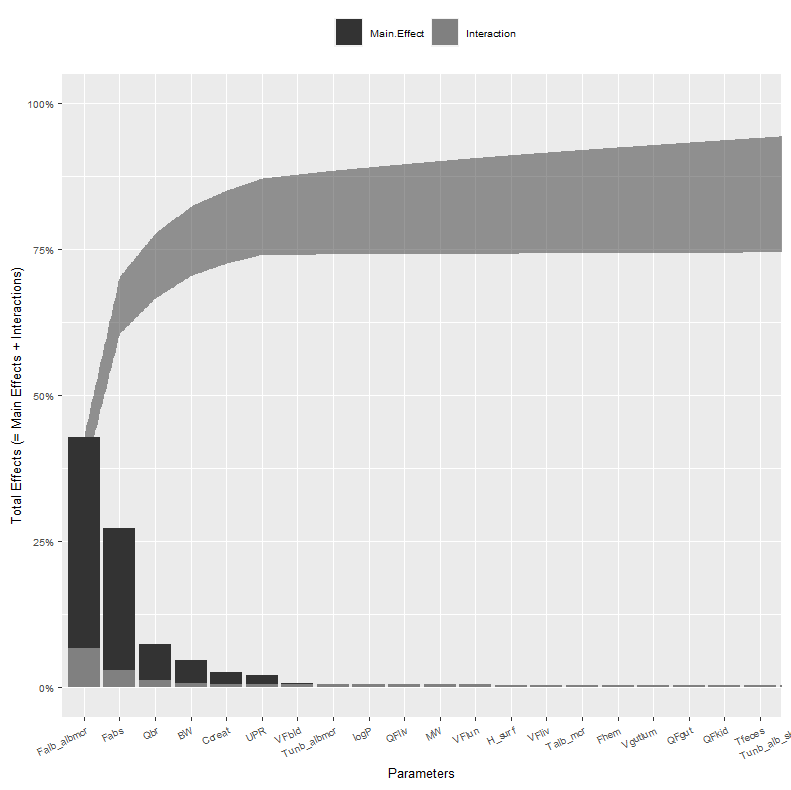 Main.Effect Interaction
Total Effects (= Main Effects + Interactions)
100%
75%
50%
25%
0%
Falb_albmor Fabs Qbr BW Ccreat UPR VFbld Tunb_albmor logP QFliv MW VFlun H_surf VFliv Talb_mor Fhem Vgutlum QFgut QFkid Tfeces
Parameters